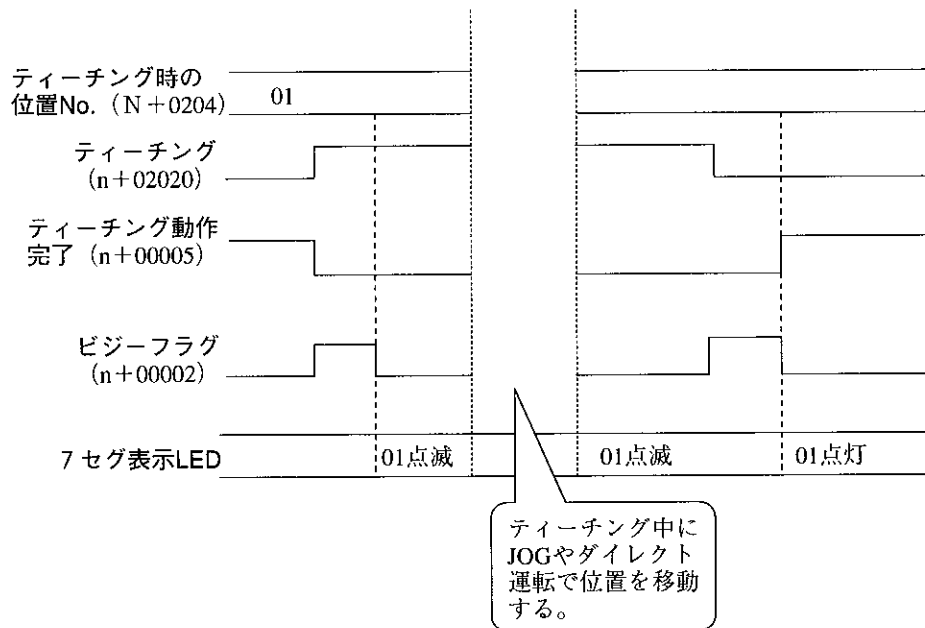 ティーチング時の
位置No.（N＋0204）
01
ティーチング
（n＋02020）
ティーチング動作
完了（n＋00005）
ビジーフラグ
（n＋00002）
7 セグ表示LED
01点滅
01点滅
01点灯
ティーチング中に
JOGやダイレクト
運転で位置を移動
する。